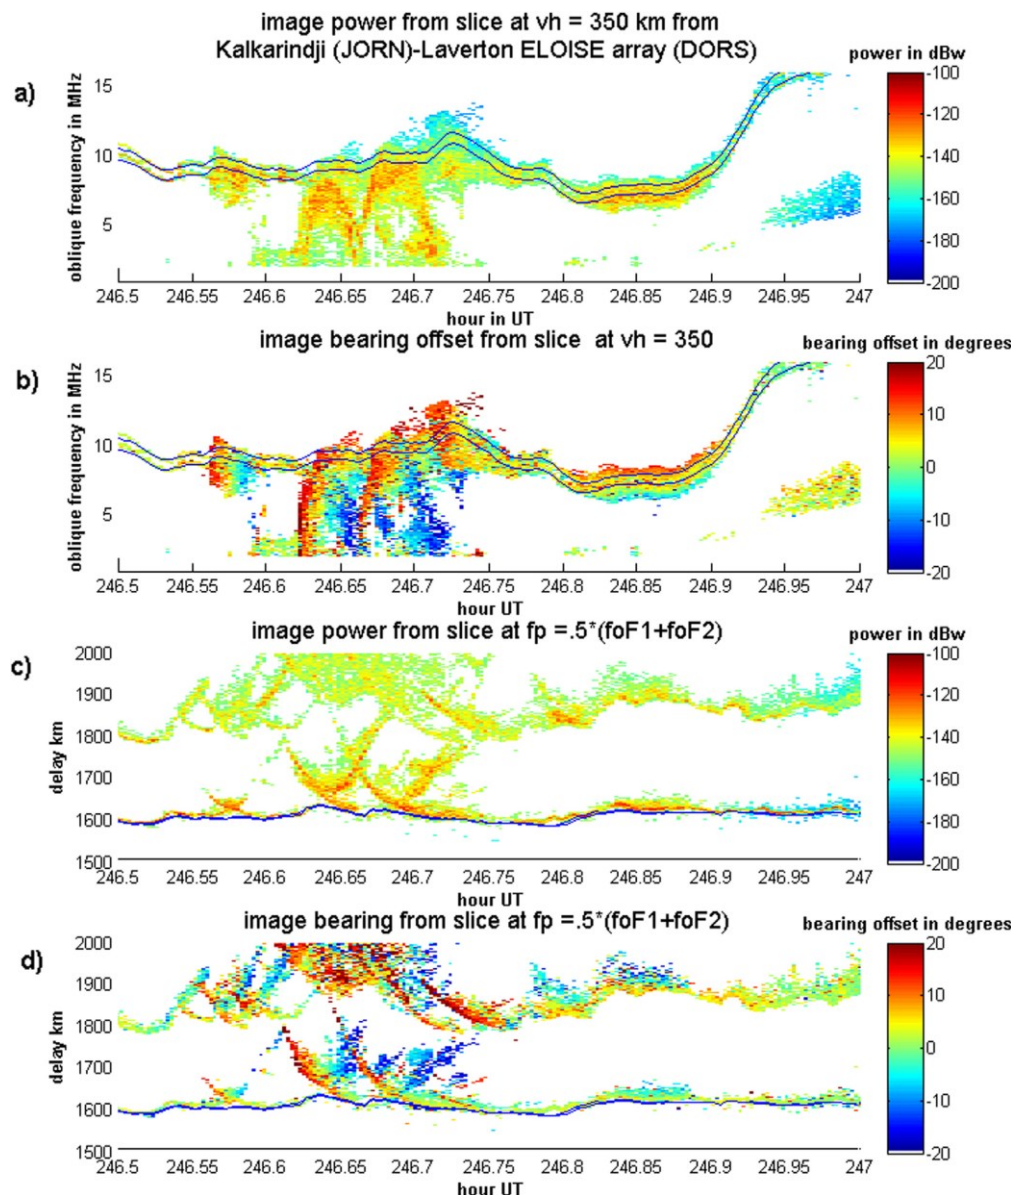 image power from slice at vh = 350 km from
Kalkarindji (JORN)-Laverton ELOISE array (DORS)
power in dBw
a)
oblique frequency in MHz
15
10
5
-100
-120
-140
-160
-180
-200
246.5 246.55 246.6 246.65 246.7 246.75 246.8 246.85 246.9 246.95 247
hour in UT
image bearing offset from slice at vh = 350
bearing offset in degrees
b)
oblique frequency in MHz
15
10
5
20
10
0
-10
-20
246.5 246.55 246.6 246.65 246.7 246.75 246.8 246.85 246.9 246.95 247
hour UT
image power from slice at fp =.5*(foF1+foF2)
power in dBw
c)
delay km
2000
1900
1800
1700
1600
1500
-100
-120
-140
-160
-180
-200
246.5 246.55 246.6 246.65 246.7 246.75 246.8 246.85 246.9 246.95 247
hour UT
image bearing from slice at fp =.5*(foF1+foF2)
bearing offset in degrees
d)
delay km
2000
1900
1800
1700
1600
1500
20
10
0
-10
-20
246.5 246.55 246.6 246.65 246.7 246.75 246.8 246.85 246.9 246.95 247
hour UT